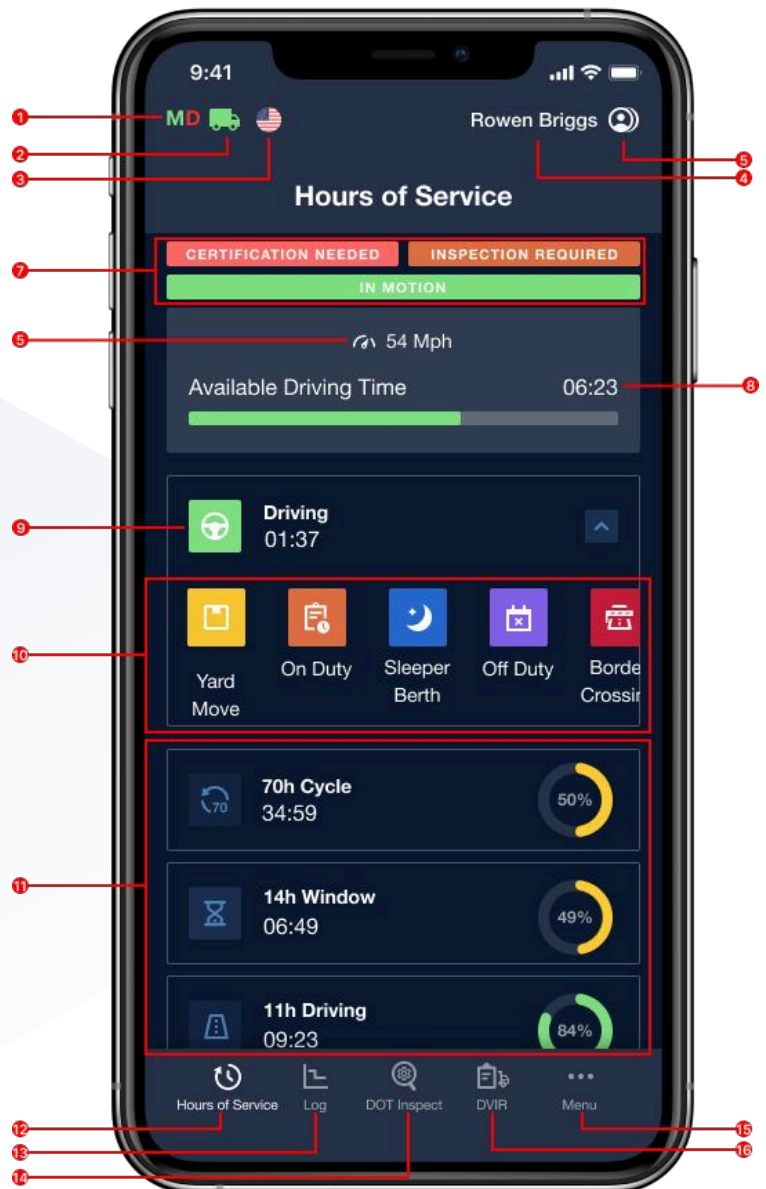 9:41
1 MD Rowen Briggs
2 5
3 4
Hours of Service
CERTIFICATION NEEDED INSPECTION REQUIRED
7
IN MOTION
5 54 Mph
Available Driving Time 06:23 8
Driving
9
01:37
10
Yard Move
On Duty
Sleeper Berth
Off Duty
Borde Crossin
11
70h Cycle
70 34:59 50%
14h Window
06:49 49%
11h Driving
09:23 84%
Hours of Service Log DOT Inspect DVIR Menu
12 15
13 16
14